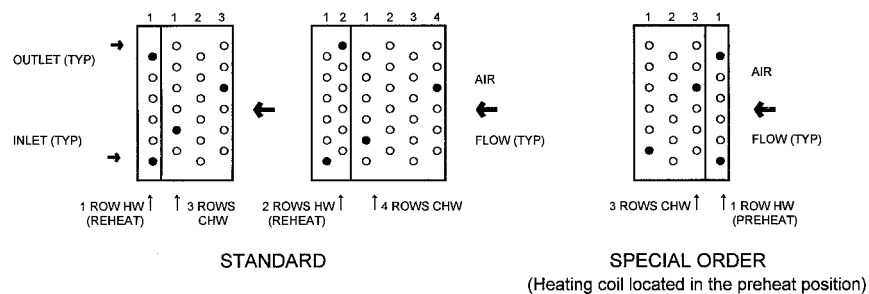 1 1 2 3
1 2 1 2 3 4
1 2 3 1
OUTLET (TYP)
INLET (TYP)
AIR
FLOW (TYP)
AIR
FLOW (TYP)
1 ROW HW
(REHEAT)
3 ROWS
CHW
2 ROWS HW
(REHEAT)
4 ROWS CHW
3 ROWS CHW
1 ROW HW
(PREHEAT)
STANDARD
SPECIAL ORDER
(Heating coil located in the preheat position)